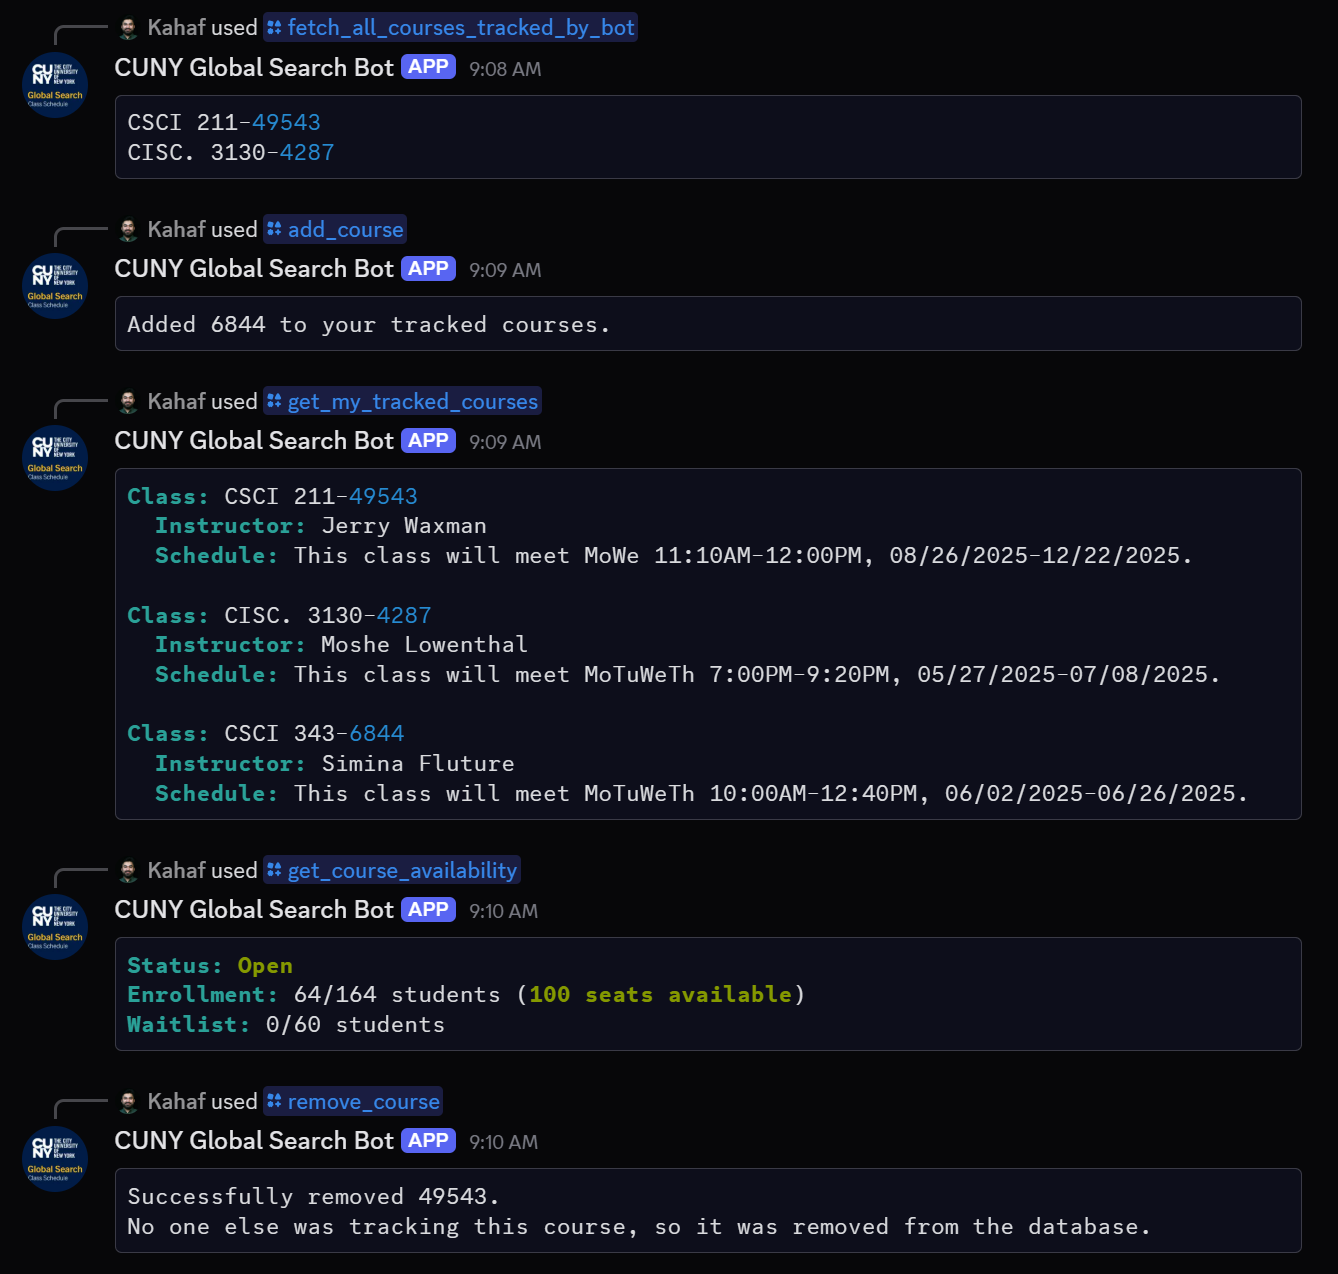 Kahaf used fetch_all_courses_tracked_by_bot
CUNY Global Search Bot APP 9:08 AM
CU NY THE CITY UNIVERSITY OF NEW YORK
Global Search
Class Schedule
CSCI 211-49543
CISC. 3130-4287
Kahaf used add_course
CUNY Global Search Bot APP 9:09 AM
CU NY THE CITY UNIVERSITY OF NEW YORK
Global Search
Class Schedule
Added 6844 to your tracked courses.
Kahaf used get_my_tracked_courses
CUNY Global Search Bot APP 9:09 AM
CU NY THE CITY UNIVERSITY OF NEW YORK
Global Search
Class Schedule
Class: CSCI 211-49543
Instructor: Jerry Waxman
Schedule: This class will meet MoWe 11:10AM-12:00PM, 08/26/2025-12/22/2025.
Class: CISC. 3130-4287
Instructor: Moshe Lowenthal
Schedule: This class will meet MoTuWeTh 7:00PM-9:20PM, 05/27/2025-07/08/2025.
Class: CSCI 343-6844
Instructor: Simina Fluture
Schedule: This class will meet MoTuWeTh 10:00AM-12:40PM, 06/02/2025-06/26/2025.
Kahaf used get_course_availability
CUNY Global Search Bot APP 9:10 AM
CU NY THE CITY UNIVERSITY OF NEW YORK
Global Search
Class Schedule
Status: Open
Enrollment: 64/164 students (100 seats available)
Waitlist: 0/60 students
Kahaf used remove_course
CUNY Global Search Bot APP 9:10 AM
CU NY THE CITY UNIVERSITY OF NEW YORK
Global Search
Class Schedule
Successfully removed 49543.
No one else was tracking this course, so it was removed from the database.